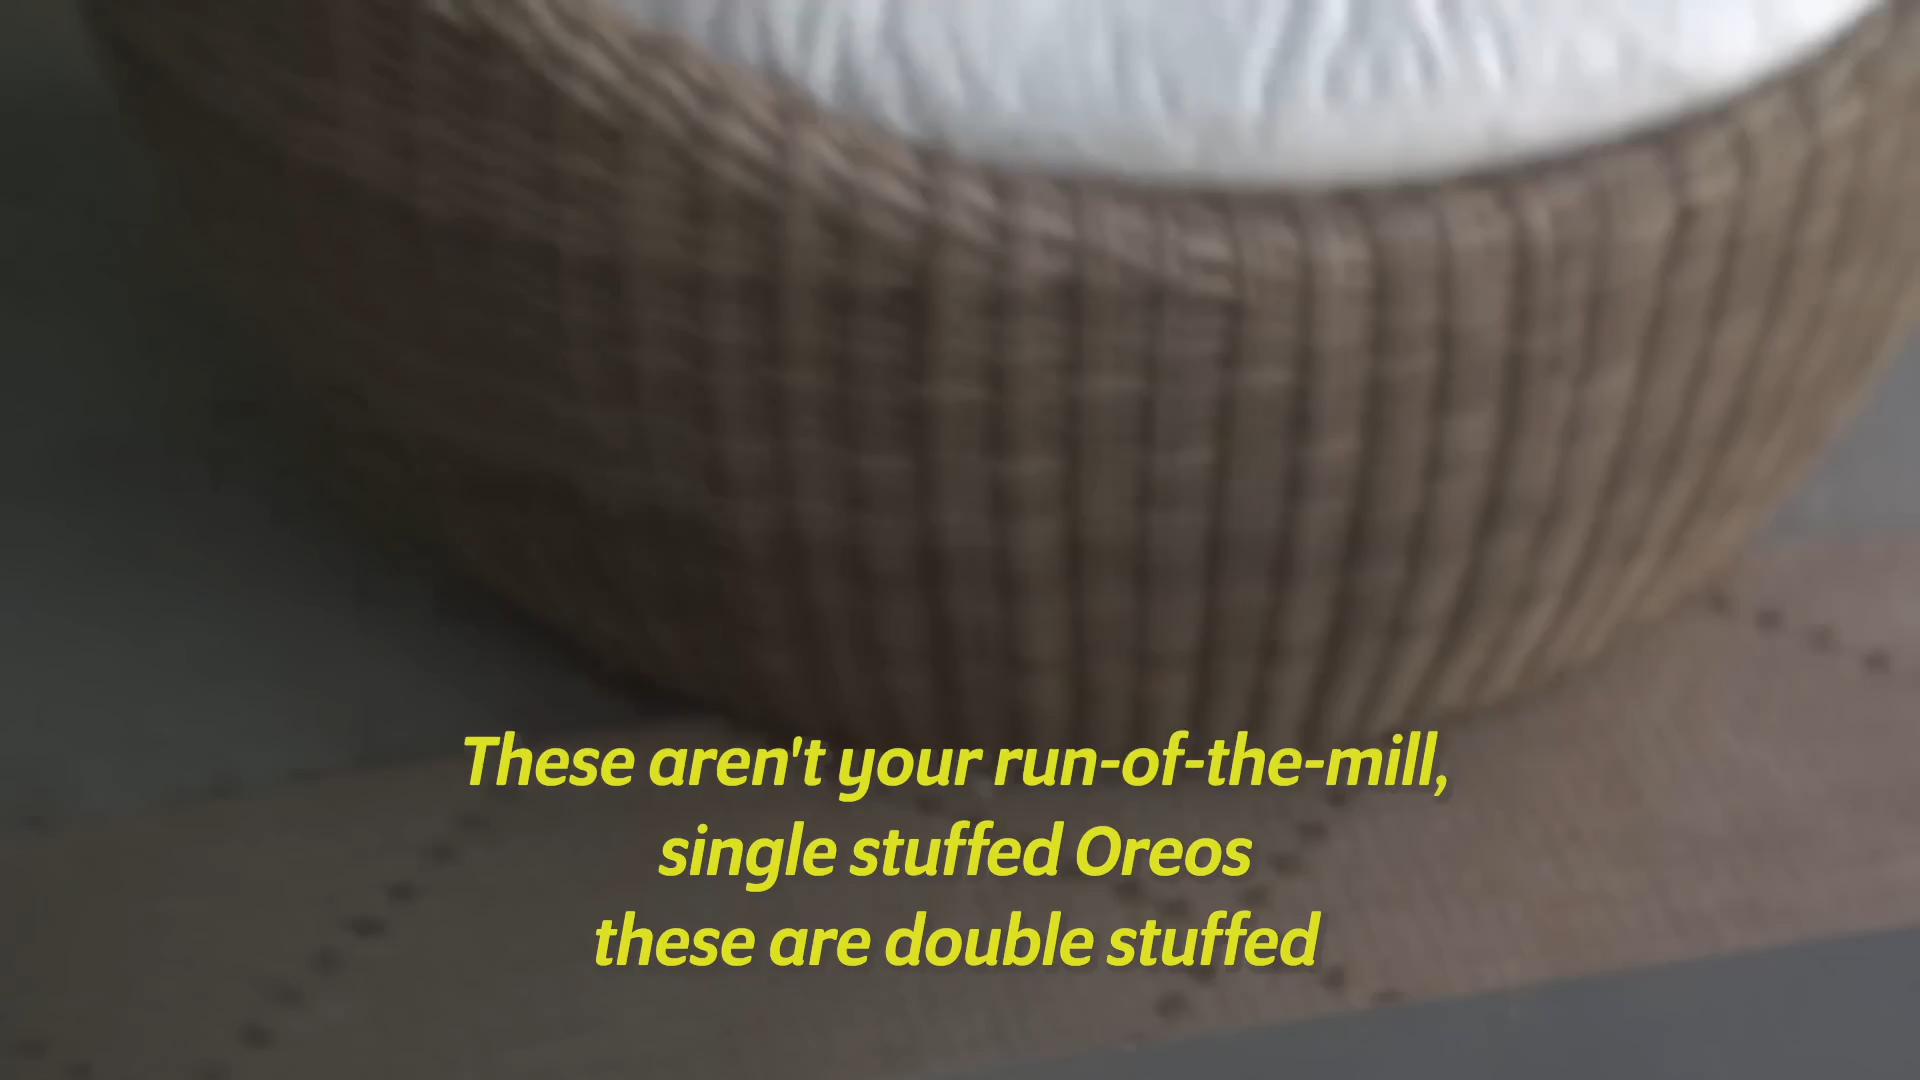 These aren't your run-of-the-mill,
single stuffed Oreos
these are double stuffed